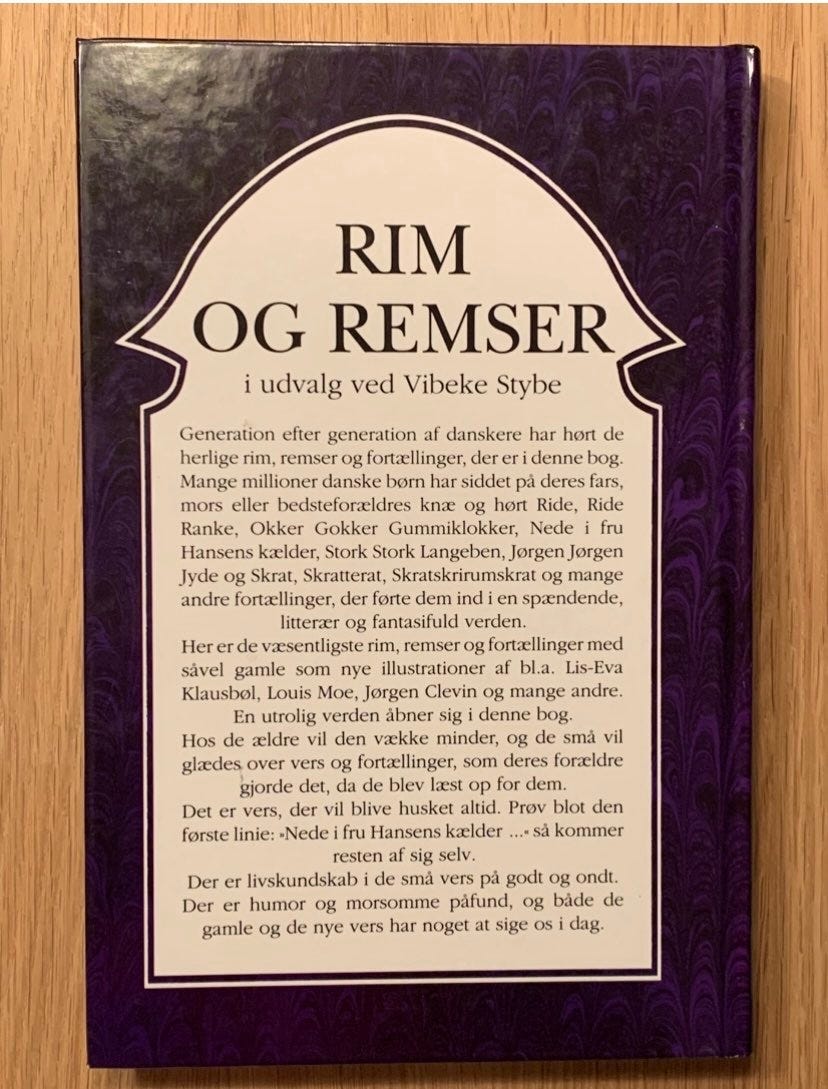 RIM
OG REMSER
i udvalg ved Vibeke Stybe
Generation efter generation af danskere har hørt de
herlige rim, remser og fortællinger, der er i denne bog.
Mange millioner danske børn har siddet på deres fars,
mors eller bedsteforældres knæ og hørt Ride, Ride
Ranke, Okker Gokker Gummiklokker, Nede i fru
Hansens kælder, Stork Stork Langeben, Jørgen Jørgen
Jyde og Skrat, Skratterat, Skratskrirumskrat og mange
andre fortællinger, der førte dem ind i en spændende,
litterær og fantasifuld verden.
Her er de væsentligste rim, remser og fortællinger med
såvel gamle som nye illustrationer af bl.a. Lis-Eva
Klausbøl, Louis Moe, Jørgen Clevin og mange andre.
En utrolig verden åbner sig i denne bog.
Hos de ældre vil den vække minder, og de små vil
glædes over vers og fortællinger, som deres forældre
gjorde det, da de blev læst op for dem.
Det er vers, der vil blive husket altid. Prøv blot den
første linie: »Nede i fru Hansens kælder ...« så kommer
resten af sig selv.
Der er livskundskab i de små vers på godt og ondt.
Der er humor og morsomme påfund, og både de
gamle og de nye vers har noget at sige os i dag.